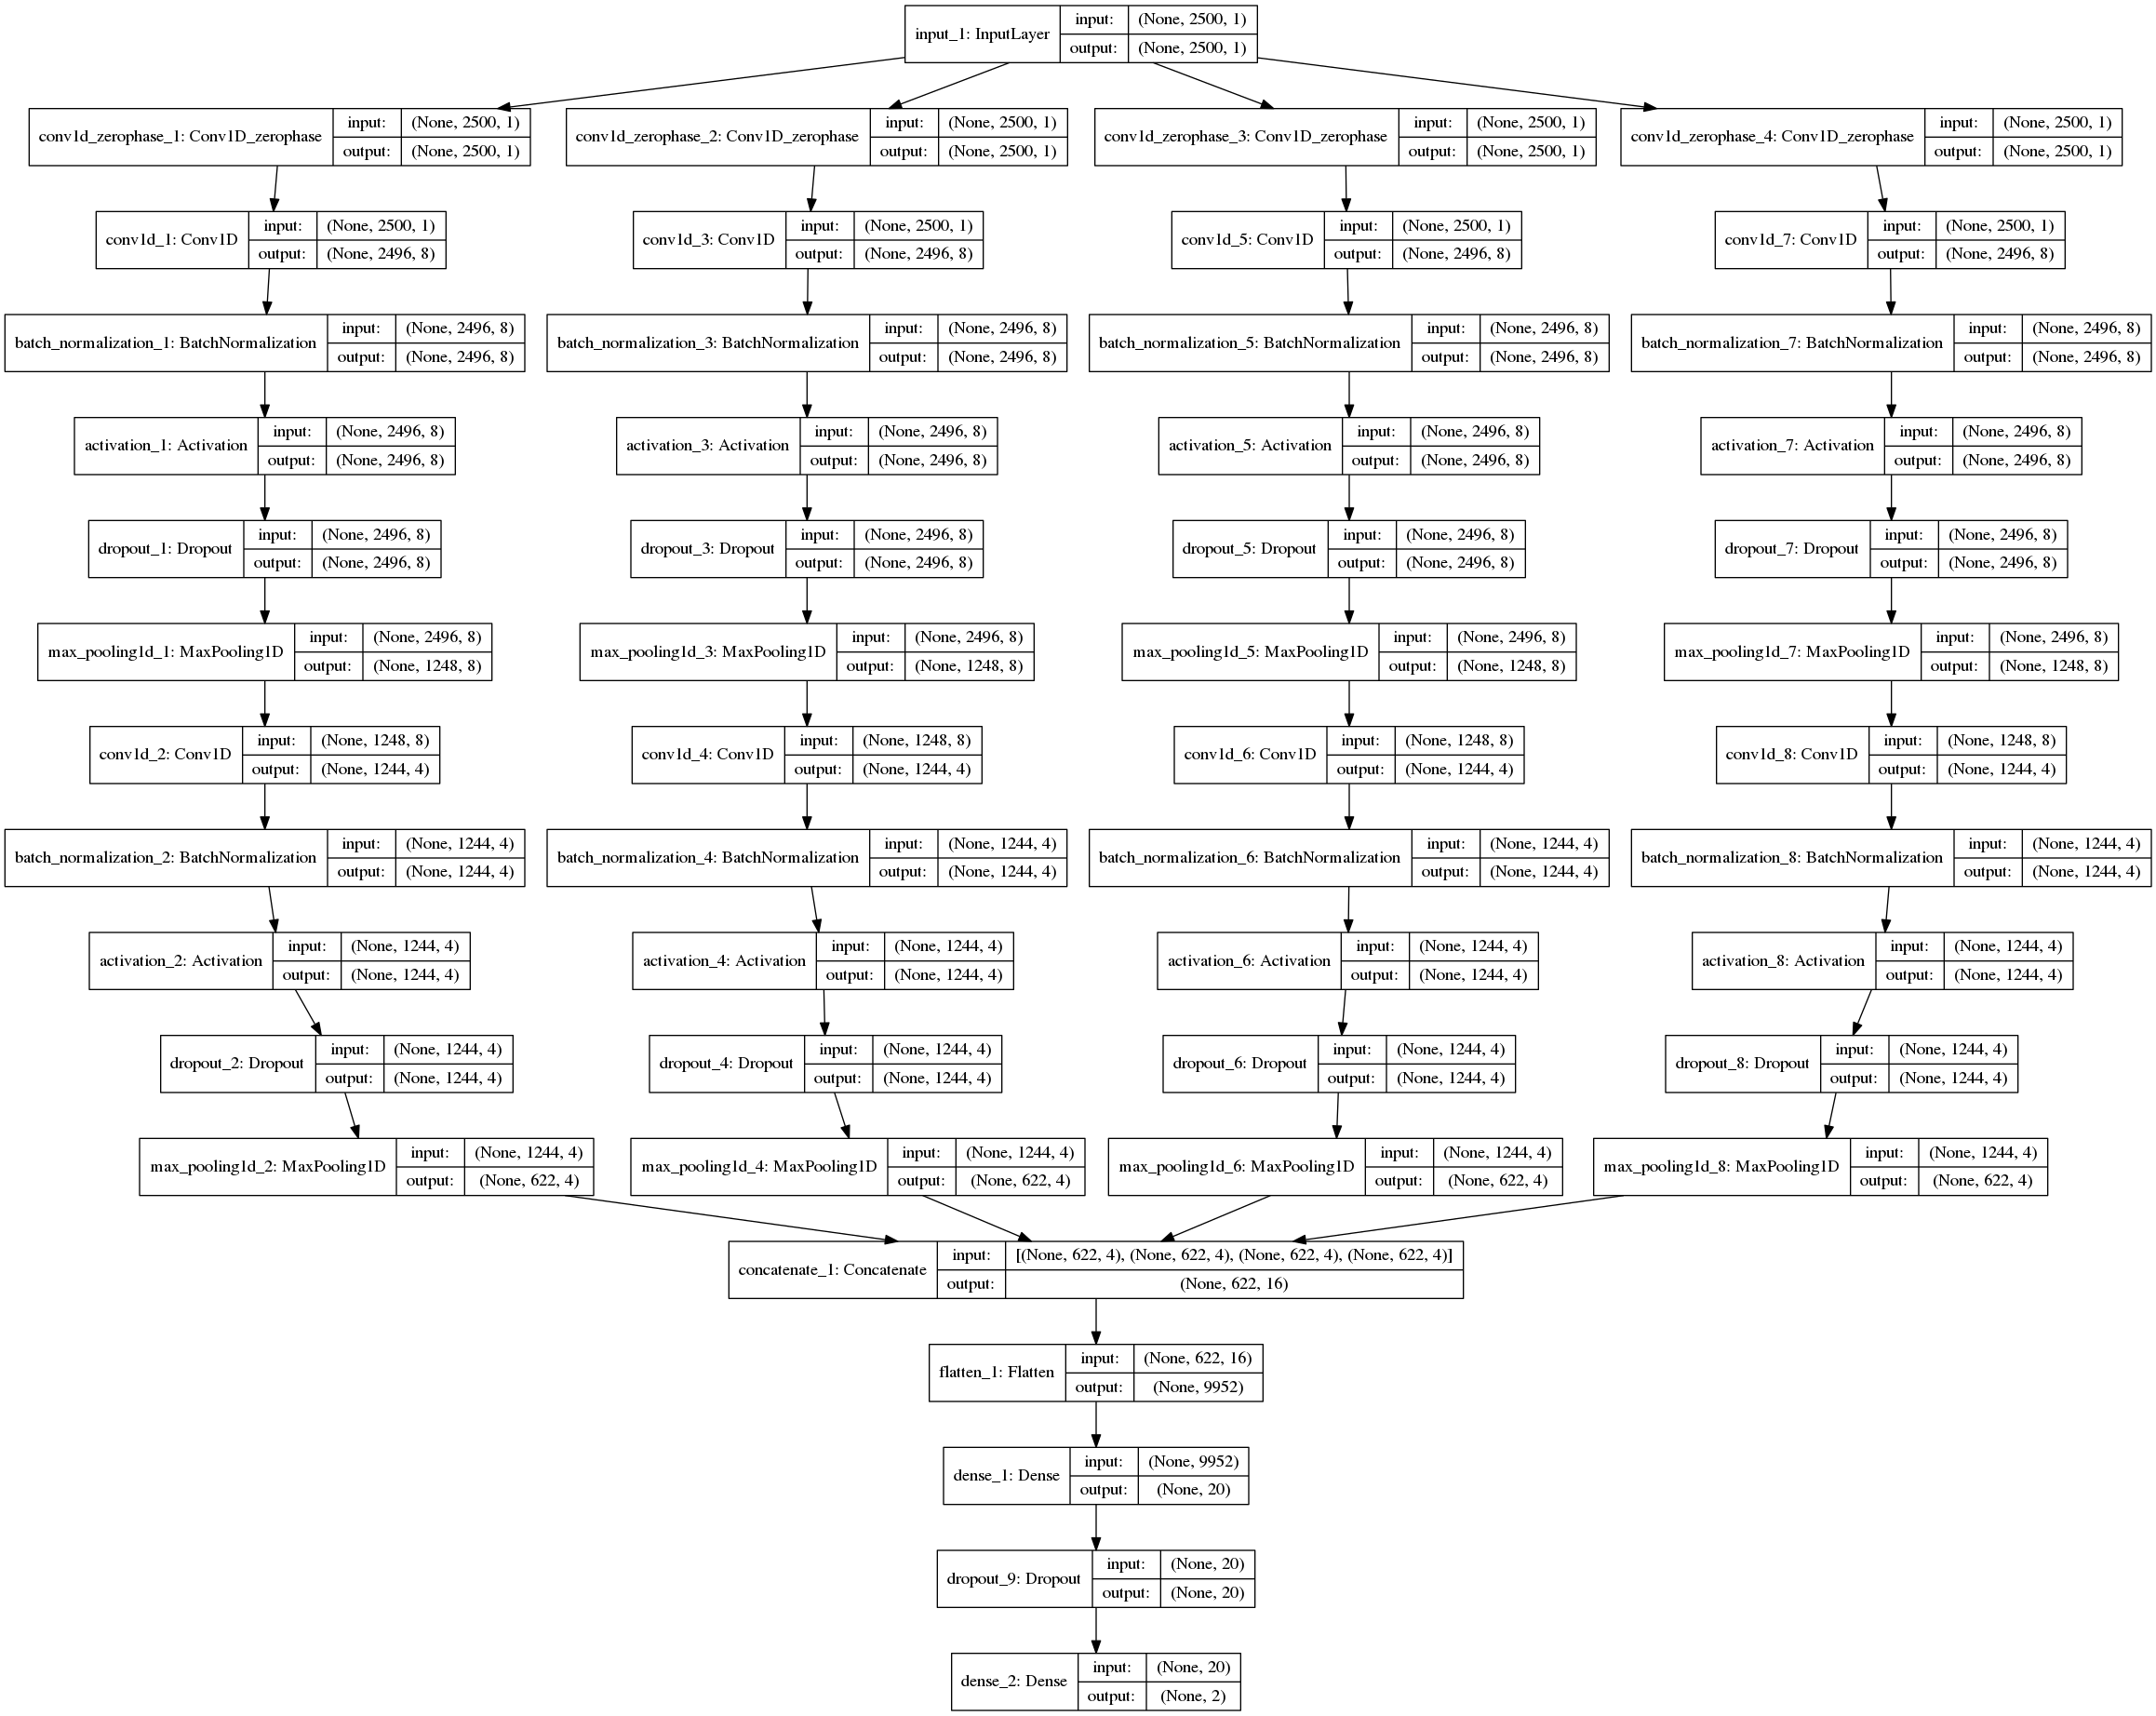 input_1: InputLayer input: (None, 2500, 1)
output: (None, 2500, 1)
conv1d_zerophase_1: Conv1D_zerophase input: (None, 2500, 1)
output: (None, 2500, 1)
conv1d_zerophase_2: Conv1D_zerophase input: (None, 2500, 1)
output: (None, 2500, 1)
conv1d_zerophase_3: Conv1D_zerophase input: (None, 2500, 1)
output: (None, 2500, 1)
conv1d_zerophase_4: Conv1D_zerophase input: (None, 2500, 1)
output: (None, 2500, 1)
conv1d_1: Conv1D input: (None, 2500, 1)
output: (None, 2496, 8)
conv1d_3: Conv1D input: (None, 2500, 1)
output: (None, 2496, 8)
conv1d_5: Conv1D input: (None, 2500, 1)
output: (None, 2496, 8)
conv1d_7: Conv1D input: (None, 2500, 1)
output: (None, 2496, 8)
batch_normalization_1: BatchNormalization input: (None, 2496, 8)
output: (None, 2496, 8)
batch_normalization_3: BatchNormalization input: (None, 2496, 8)
output: (None, 2496, 8)
batch_normalization_5: BatchNormalization input: (None, 2496, 8)
output: (None, 2496, 8)
batch_normalization_7: BatchNormalization input: (None, 2496, 8)
output: (None, 2496, 8)
activation_1: Activation input: (None, 2496, 8)
output: (None, 2496, 8)
activation_3: Activation input: (None, 2496, 8)
output: (None, 2496, 8)
activation_5: Activation input: (None, 2496, 8)
output: (None, 2496, 8)
activation_7: Activation input: (None, 2496, 8)
output: (None, 2496, 8)
dropout_1: Dropout input: (None, 2496, 8)
output: (None, 2496, 8)
dropout_3: Dropout input: (None, 2496, 8)
output: (None, 2496, 8)
dropout_5: Dropout input: (None, 2496, 8)
output: (None, 2496, 8)
dropout_7: Dropout input: (None, 2496, 8)
output: (None, 2496, 8)
max_pooling1d_1: MaxPooling1D input: (None, 2496, 8)
output: (None, 1248, 8)
max_pooling1d_3: MaxPooling1D input: (None, 2496, 8)
output: (None, 1248, 8)
max_pooling1d_5: MaxPooling1D input: (None, 2496, 8)
output: (None, 1248, 8)
max_pooling1d_7: MaxPooling1D input: (None, 2496, 8)
output: (None, 1248, 8)
conv1d_2: Conv1D input: (None, 1248, 8)
output: (None, 1244, 4)
conv1d_4: Conv1D input: (None, 1248, 8)
output: (None, 1244, 4)
conv1d_6: Conv1D input: (None, 1248, 8)
output: (None, 1244, 4)
conv1d_8: Conv1D input: (None, 1248, 8)
output: (None, 1244, 4)
batch_normalization_2: BatchNormalization input: (None, 1244, 4)
output: (None, 1244, 4)
batch_normalization_4: BatchNormalization input: (None, 1244, 4)
output: (None, 1244, 4)
batch_normalization_6: BatchNormalization input: (None, 1244, 4)
output: (None, 1244, 4)
batch_normalization_8: BatchNormalization input: (None, 1244, 4)
output: (None, 1244, 4)
activation_2: Activation input: (None, 1244, 4)
output: (None, 1244, 4)
activation_4: Activation input: (None, 1244, 4)
output: (None, 1244, 4)
activation_6: Activation input: (None, 1244, 4)
output: (None, 1244, 4)
activation_8: Activation input: (None, 1244, 4)
output: (None, 1244, 4)
dropout_2: Dropout input: (None, 1244, 4)
output: (None, 1244, 4)
dropout_4: Dropout input: (None, 1244, 4)
output: (None, 1244, 4)
dropout_6: Dropout input: (None, 1244, 4)
output: (None, 1244, 4)
dropout_8: Dropout input: (None, 1244, 4)
output: (None, 1244, 4)
max_pooling1d_2: MaxPooling1D input: (None, 1244, 4)
output: (None, 622, 4)
max_pooling1d_4: MaxPooling1D input: (None, 1244, 4)
output: (None, 622, 4)
max_pooling1d_6: MaxPooling1D input: (None, 1244, 4)
output: (None, 622, 4)
max_pooling1d_8: MaxPooling1D input: (None, 1244, 4)
output: (None, 622, 4)
concatenate_1: Concatenate input: [(None, 622, 4), (None, 622, 4), (None, 622, 4), (None, 622, 4)]
output: (None, 622, 16)
flatten_1: Flatten input: (None, 622, 16)
output: (None, 9952)
dense_1: Dense input: (None, 9952)
output: (None, 20)
dropout_9: Dropout input: (None, 20)
output: (None, 20)
dense_2: Dense input: (None, 20)
output: (None, 2)